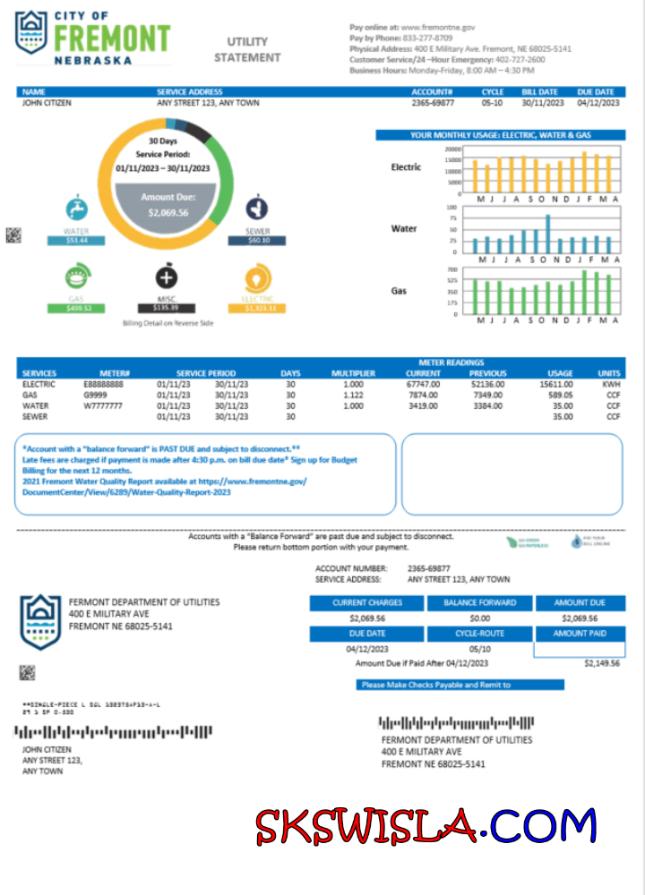 CITY OF
FREMONT
NEBRASKA
UTILITY
STATEMENT
Pay online at: www.fremontne.gov
Pay by Phone: 833-277-8709
Physical Address: 400 E Military Ave. Fremont, NE 68025-5141
Customer Service/24-Hour Emergency: 402-727-2600
Business Hours: Monday-Friday, 8:00 AM – 4:30 PM
NAME SERVICE ADDRESS ACCOUNT# CYCLE BILL DATE DUE DATE
JOHN CITIZEN ANY STREET 123, ANY TOWN 2365-69877 05-10 30/11/2023 04/12/2023
30 Days
Service Period:
01/11/2023 – 30/11/2023
Amount Due:
$2,069.56
WATER
$51.44
SEWER
$60.10
GAS
MISC.
$135.39
ELECTRIC
Billing Detail on Reverse Side
YOUR MONTHLY USAGE: ELECTRIC, WATER & GAS
Electric
20000
15000
10000
5000
0
M J J A S O N D J F M A
Water
100
75
50
25
0
M J J A S O N D J F M A
Gas
700
525
350
175
0
M J J A S O N D J F M A
METER READINGS
SERVICES METER# SERVICE PERIOD DAYS MULTIPLIER CURRENT PREVIOUS USAGE UNITS
ELECTRIC E88888888 01/11/23 30/11/23 30 1.000 67747.00 52136.00 15611.00 KWH
GAS G9999 01/11/23 30/11/23 30 1.122 7874.00 7349.00 589.05 CCF
WATER W7777777 01/11/23 30/11/23 30 1.000 3419.00 3384.00 35.00 CCF
SEWER 01/11/23 30/11/23 30 35.00 CCF
*Account with a "balance forward" is PAST DUE and subject to disconnect.**
Late fees are charged if payment is made after 4:30 p.m. on bill due date* Sign up for Budget
Billing for the next 12 months.
2021 Fremont Water Quality Report available at https://www.fremontne.gov/
DocumentCenter/View/6289/Water-Quality-Report-2023
Accounts with a "Balance Forward" are past due and subject to disconnect.
Please return bottom portion with your payment.
ACCOUNT NUMBER: 2365-69877
SERVICE ADDRESS: ANY STREET 123, ANY TOWN
FERMONT DEPARTMENT OF UTILITIES
400 E MILITARY AVE
FREMONT NE 68025-5141
CURRENT CHARGES BALANCE FORWARD AMOUNT DUE
$2,069.56 $0.00 $2,069.56
DUE DATE CYCLE-ROUTE AMOUNT PAID
04/12/2023 05/10
Amount Due if Paid After 04/12/2023 $2,149.56
Please Make Checks Payable and Remit to
JOHN CITIZEN
ANY STREET 123,
ANY TOWN
FERMONT DEPARTMENT OF UTILITIES
400 E MILITARY AVE
FREMONT NE 68025-5141
SKSWISLA.COM